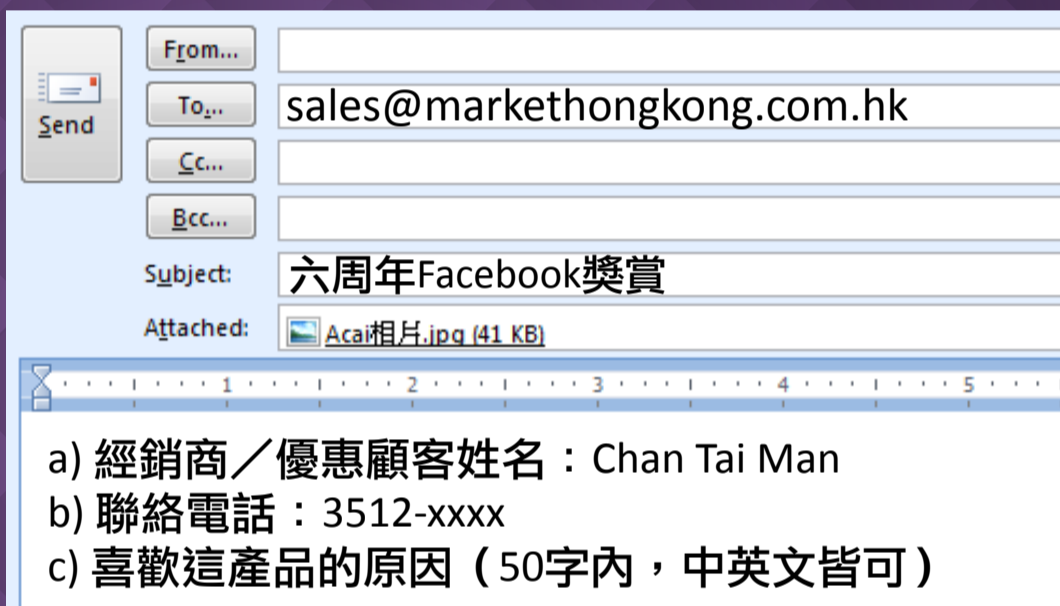 From...
Send
To...
sales@markethongkong.com.hk
Cc...
Bcc...
Subject:
六周年Facebook獎賞
Attached:
Acai相片.jpg (41 KB)
1 2 3 4 5
a) 經銷商／優惠顧客姓名：Chan Tai Man
b) 聯絡電話：3512-xxxx
c) 喜歡這產品的原因（50字內，中英文皆可）